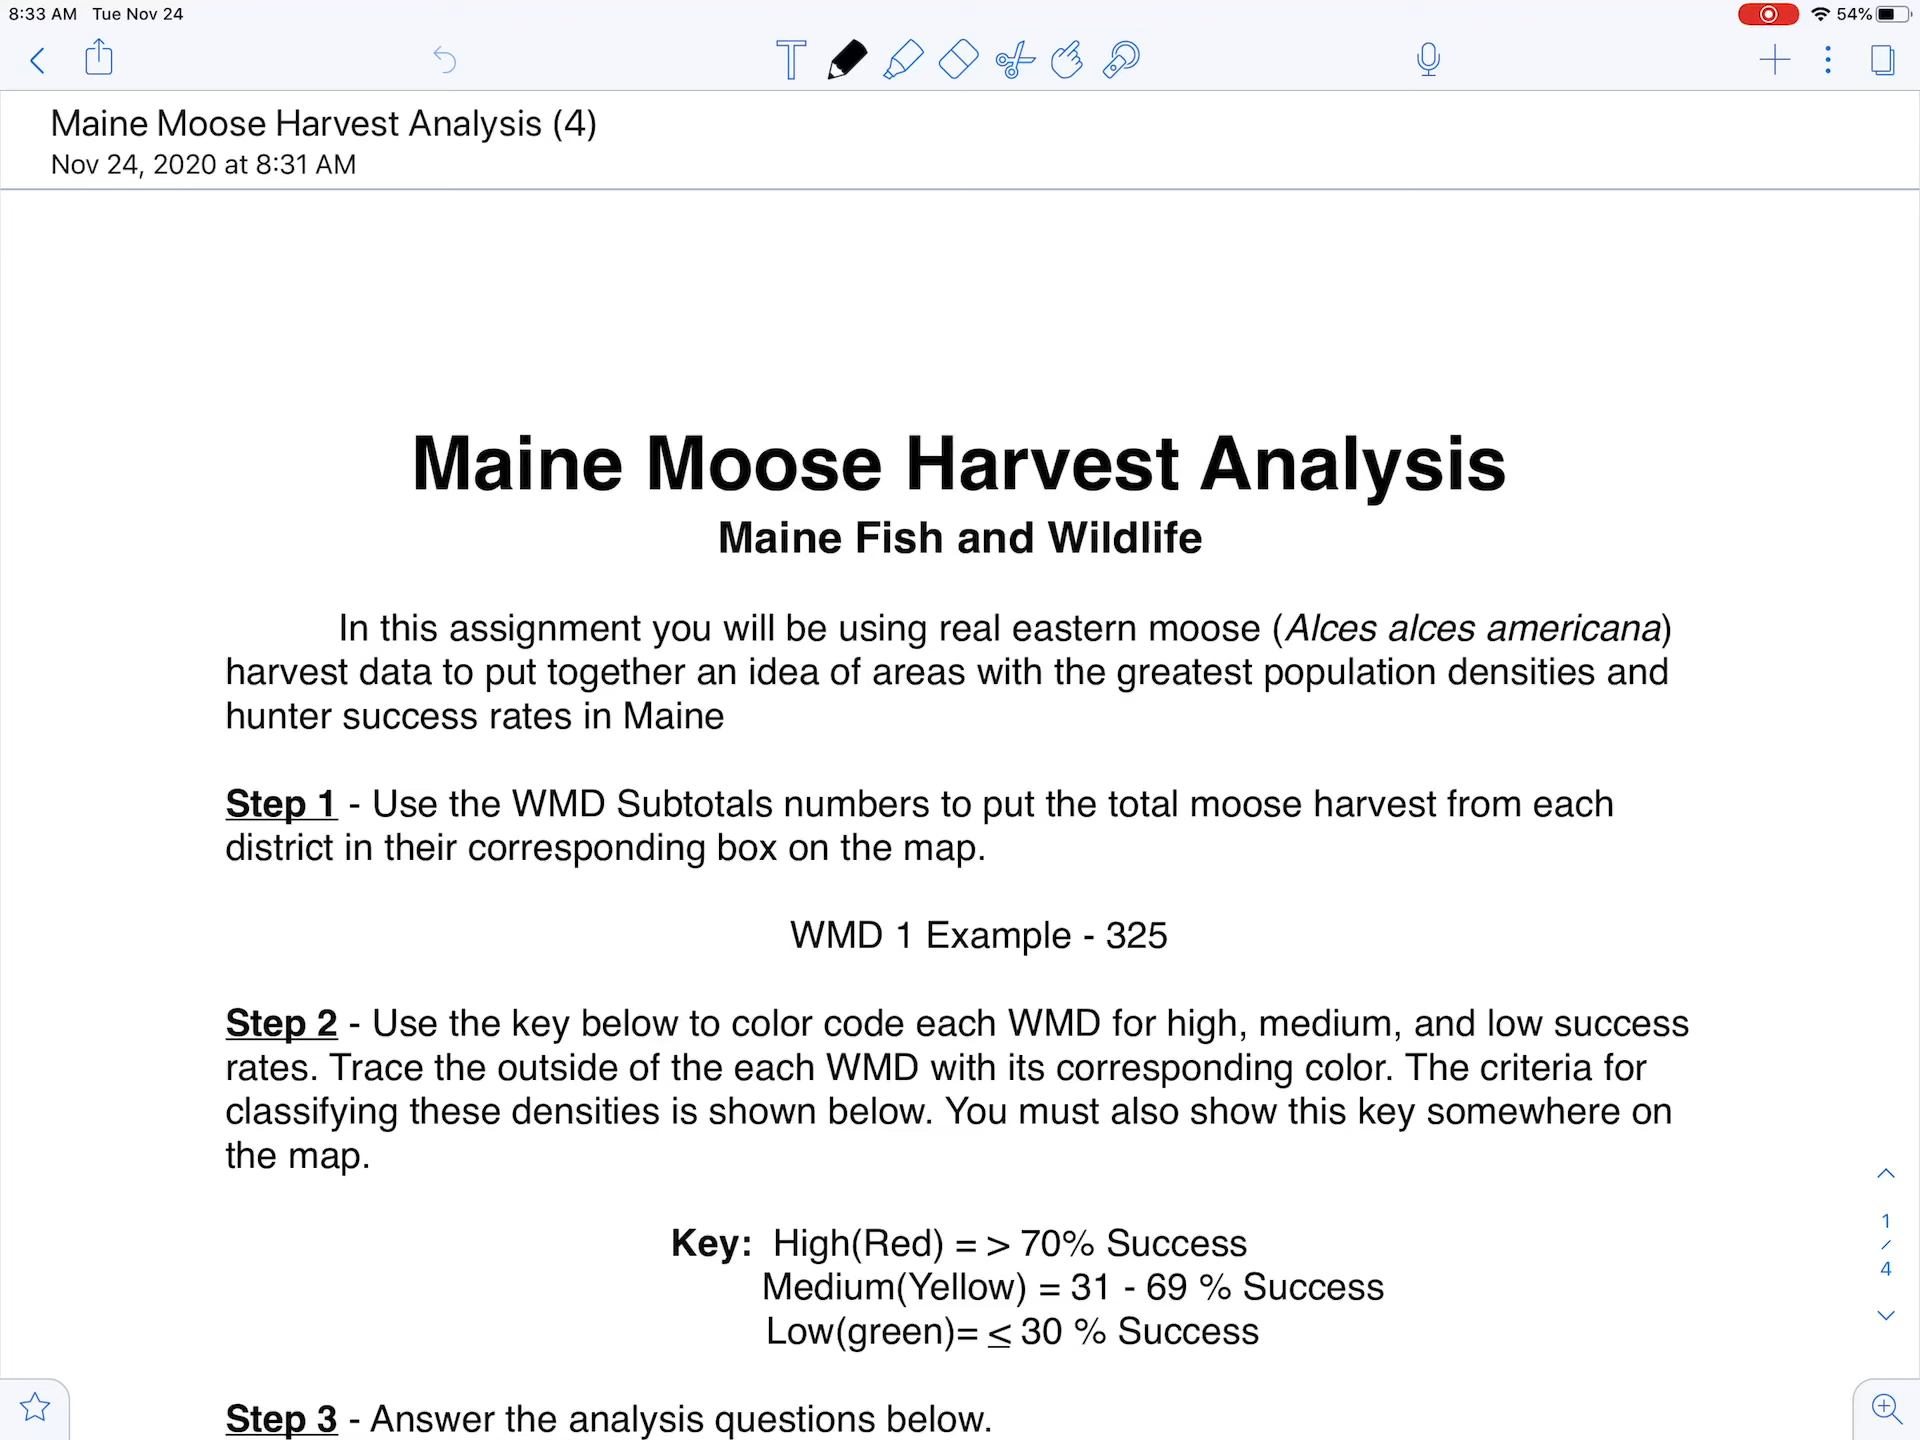 8:33 AM Tue Nov 24
54%
T
Maine Moose Harvest Analysis (4)
Nov 24, 2020 at 8:31 AM
Maine Moose Harvest Analysis
Maine Fish and Wildlife
In this assignment you will be using real eastern moose (Alces alces americana)
harvest data to put together an idea of areas with the greatest population densities and
hunter success rates in Maine
Step 1 - Use the WMD Subtotals numbers to put the total moose harvest from each
district in their corresponding box on the map.
WMD 1 Example - 325
Step 2 - Use the key below to color code each WMD for high, medium, and low success
rates. Trace the outside of the each WMD with its corresponding color. The criteria for
classifying these densities is shown below. You must also show this key somewhere on
the map.
Key: High(Red) = > 70% Success
Medium(Yellow) = 31 - 69 % Success
Low(green)= ≤ 30 % Success
Step 3 - Answer the analysis questions below.
1
/
4